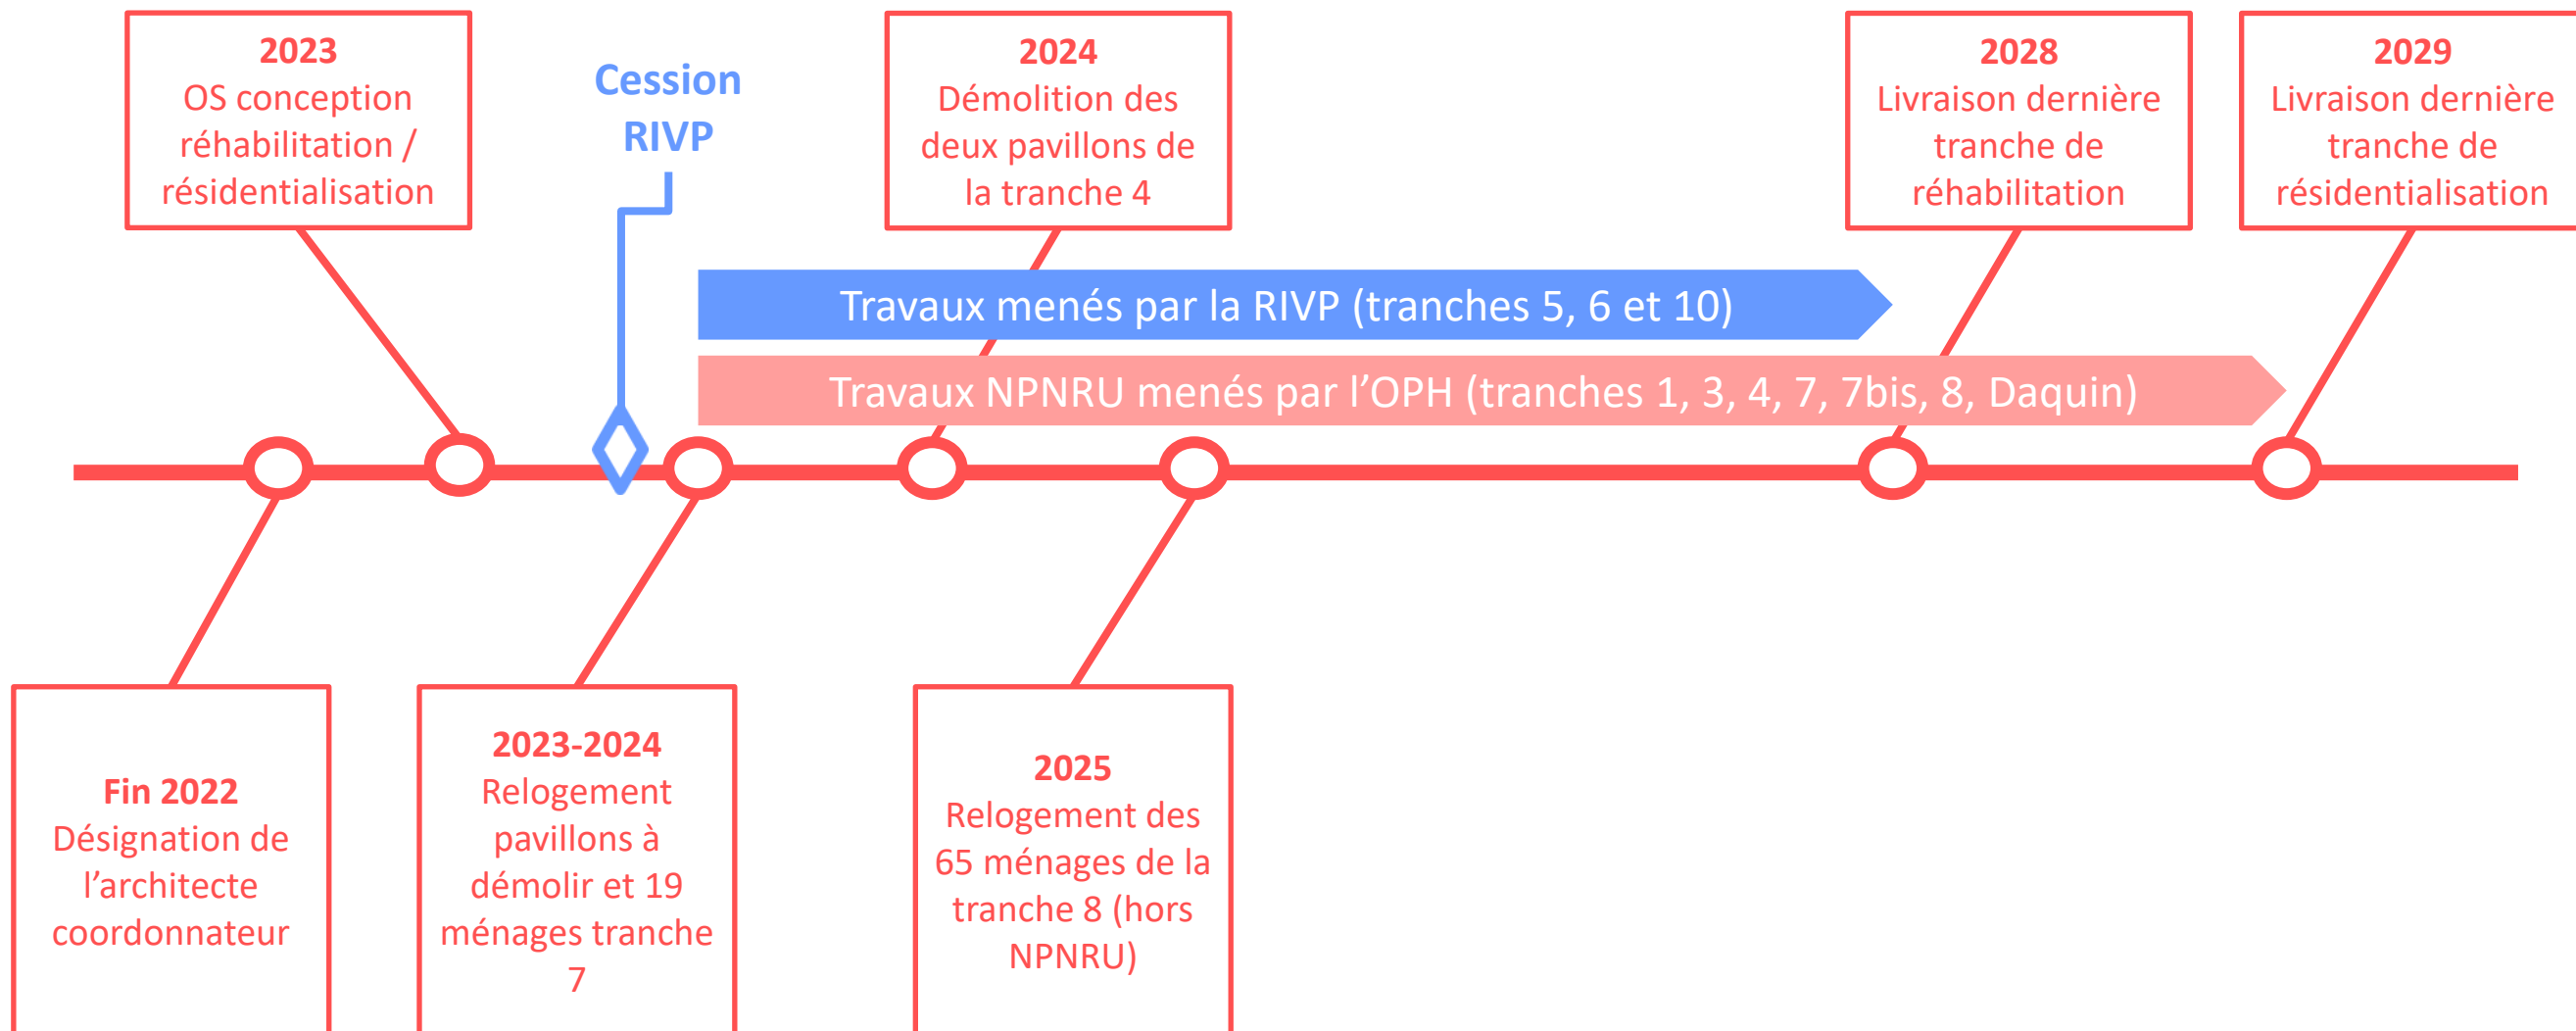 2023
OS conception
réhabilitation /
résidentialisation
Cession
RIVP
2024
Démolition des
deux pavillons de
la tranche 4
2028
Livraison dernière
tranche de
réhabilitation
2029
Livraison dernière
tranche de
résidentialisation
Travaux menés par la RIVP (tranches 5, 6 et 10)
Travaux NPNRU menés par l’OPH (tranches 1, 3, 4, 7, 7bis, 8, Daquin)
Fin 2022
Désignation de
l’architecte
coordonnateur
2023-2024
Relogement
pavillons à
démolir et 19
ménages tranche
7
2025
Relogement des
65 ménages de la
tranche 8 (hors
NPNRU)